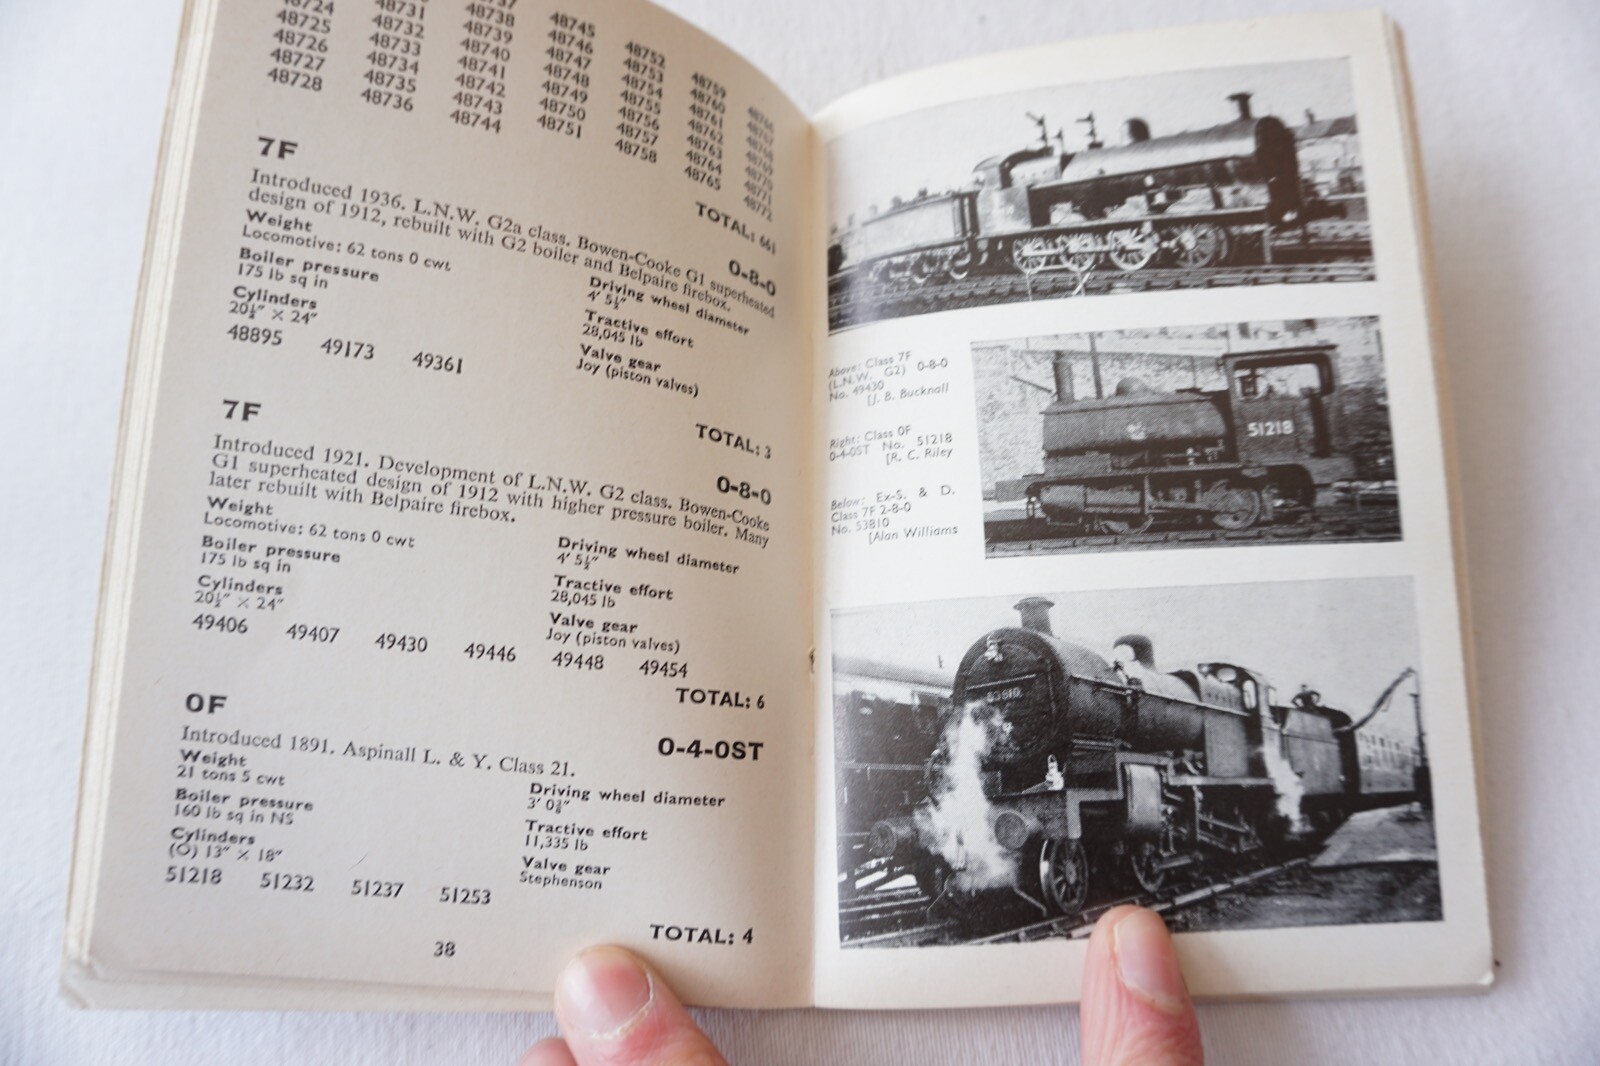 48731 48738 48745 48752 48759
48725 48732 48739 48746 48753 48760
48726 48733 48740 48747 48754 48761
48727 48734 48741 48748 48755 48762
48728 48735 48742 48749 48756 48763
48736 48743 48750 48757 48764 48771
48744 48751 48758 48765 48772
TOTAL: 661
7F
0-8-0
Introduced 1936. L.N.W. G2a class. Bowen-Cooke G1 superheated
design of 1912, rebuilt with G2 boiler and Belpaire firebox.
Weight
Locomotive: 62 tons 0 cwt
Boiler pressure
175 lb sq in
Cylinders
20½″ × 24″
Driving wheel diameter
4′ 5½″
Tractive effort
28,045 lb
Valve gear
Joy (piston valves)
48895 49173 49361
TOTAL: 3
7F
0-8-0
Introduced 1921. Development of L.N.W. G2 class. Bowen-Cooke
G1 superheated design of 1912 with higher pressure boiler. Many
later rebuilt with Belpaire firebox.
Weight
Locomotive: 62 tons 0 cwt
Boiler pressure
175 lb sq in
Cylinders
20½″ × 24″
Driving wheel diameter
4′ 5½″
Tractive effort
28,045 lb
Valve gear
Joy (piston valves)
49406 49407 49430 49446 49448 49454
TOTAL: 6
0F
0-4-0ST
Introduced 1891. Aspinall L. & Y. Class 21.
Weight
21 tons 5 cwt
Boiler pressure
160 lb sq in NS
Cylinders
(O) 13″ × 18″
Driving wheel diameter
3′ 0⅜″
Tractive effort
11,335 lb
Valve gear
Stephenson
51218 51232 51237 51253
TOTAL: 4
38
Above: Class 7F
(L.N.W. G2) 0-8-0
No. 49430
[J. B. Bucknall
Right: Class 0F
0-4-0ST No. 51218
[R. C. Riley
Below: Ex-S. & D.
Class 7F 2-8-0
No. 53810
[Alan Williams
51218
53810